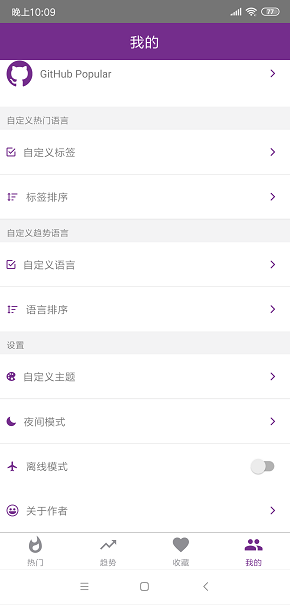 晚上10:09
77
我的
GitHub Popular
自定义热门语言
自定义标签
标签排序
自定义趋势语言
自定义语言
语言排序
设置
自定义主题
夜间模式
离线模式
关于作者
热门 趋势 收藏 我的